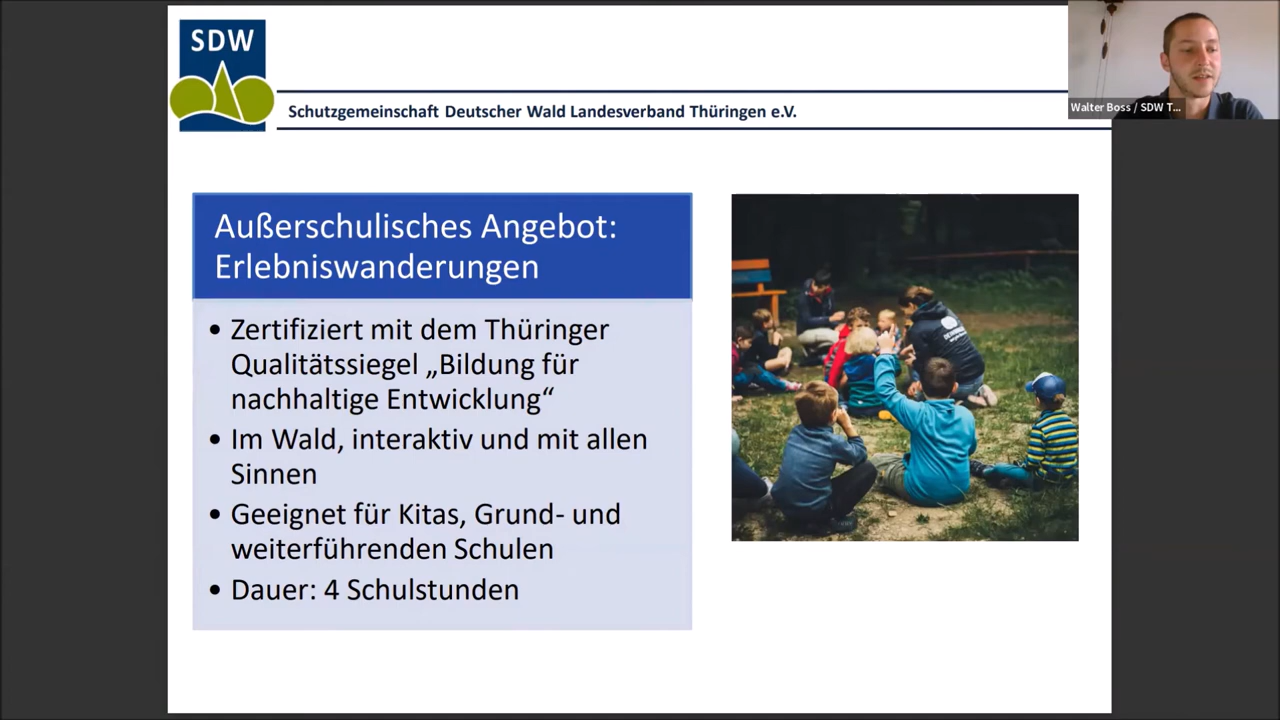 SDW
Schutzgemeinschaft Deutscher Wald Landesverband Thüringen e.V.
Walter Boss / SDW T...
Außerschulisches Angebot:
Erlebniswanderungen
• Zertifiziert mit dem Thüringer
Qualitätssiegel „Bildung für
nachhaltige Entwicklung“
• Im Wald, interaktiv und mit allen
Sinnen
• Geeignet für Kitas, Grund- und
weiterführenden Schulen
• Dauer: 4 Schulstunden